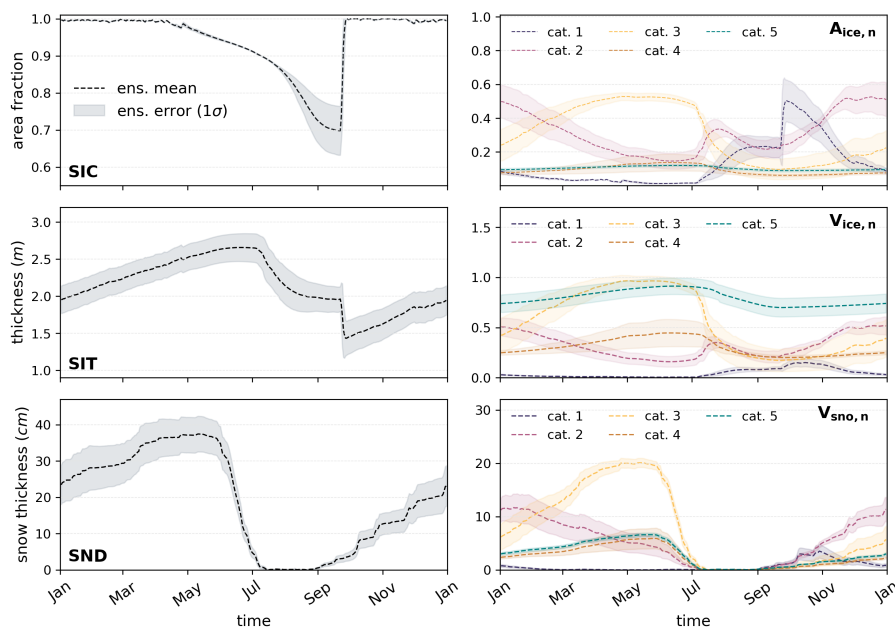 1.0
0.9
0.8
0.7
0.6
area fraction
ens. mean
ens. error (1σ)
SIC
1.0
0.8
0.6
0.4
0.2
cat. 1
cat. 3
cat. 5
cat. 2
cat. 4
A_ice, n
3.0
2.5
2.0
1.5
1.0
thickness (m)
SIT
1.5
1.0
0.5
0.0
cat. 1
cat. 3
cat. 5
cat. 2
cat. 4
V_ice, n
40
30
20
10
0
snow thickness (cm)
SND
Jan
Mar
May
Jul
Sep
Nov
Jan
time
30
20
10
0
cat. 1
cat. 3
cat. 5
cat. 2
cat. 4
V_sno, n
Jan
Mar
May
Jul
Sep
Nov
Jan
time